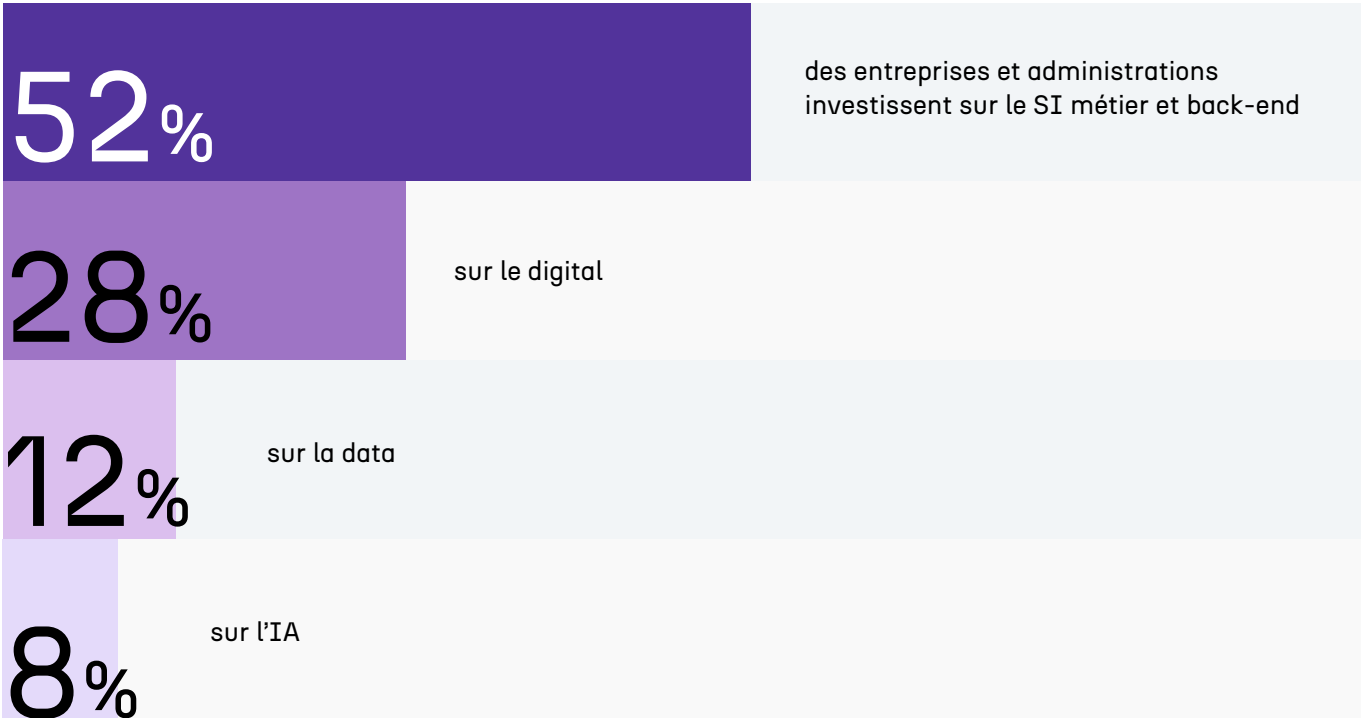 52%
des entreprises et administrations
investissent sur le SI métier et back-end
28%
sur le digital
12%
sur la data
8%
sur l’IA